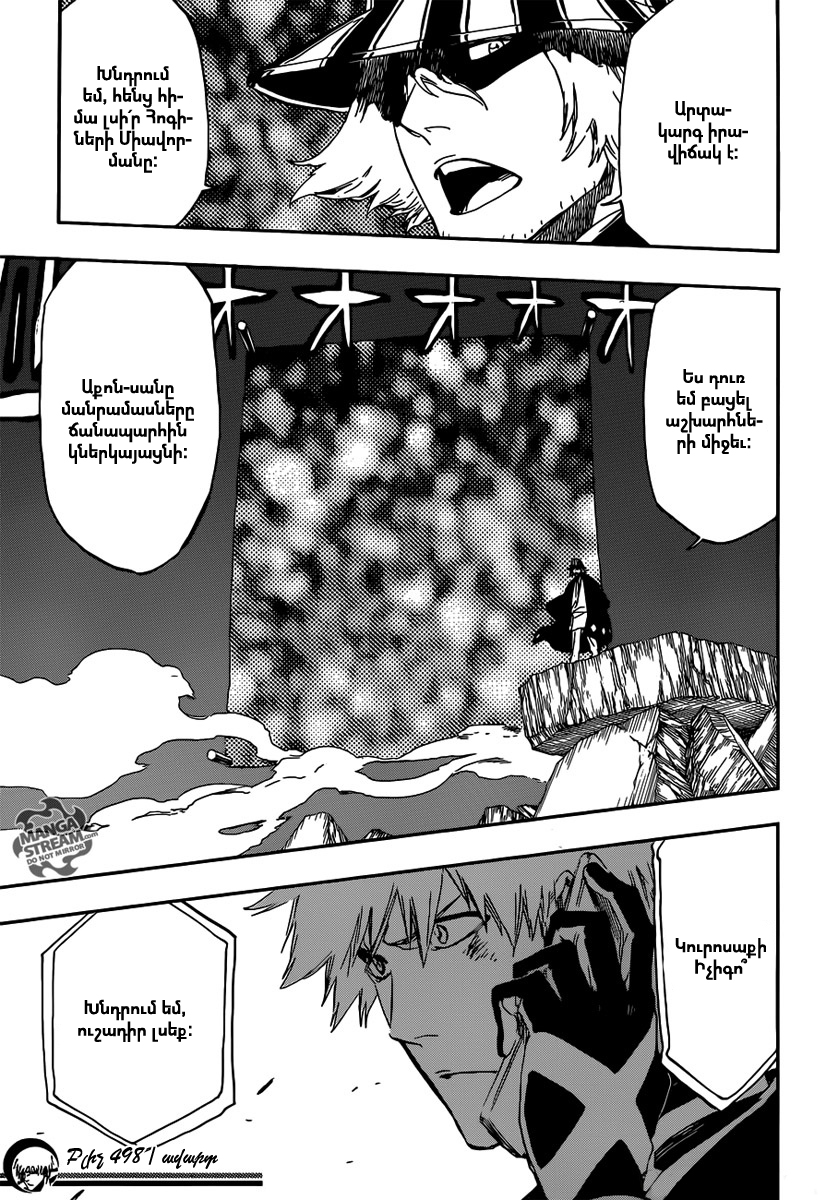 Արտա-
կարգ իրա-
վիճակ է:
Խնդրում
եմ, հենց հի-
մա լսի՛ր Հոգի-
ների Միավոր-
մանը:
Ես դուռ
եմ բացել
աշխարհնե-
րի միջեւ:
Աքոն-սանը
մանրամասները
ճանապարհին
կներկայացնի:
Կուրոսաքի
Իչիգո՞
Խնդրում եմ,
ուշադիր լսեք:
MANGA
STREAM.com
DO NOT MIRROR!
Բլիչ 498 / ավարտ